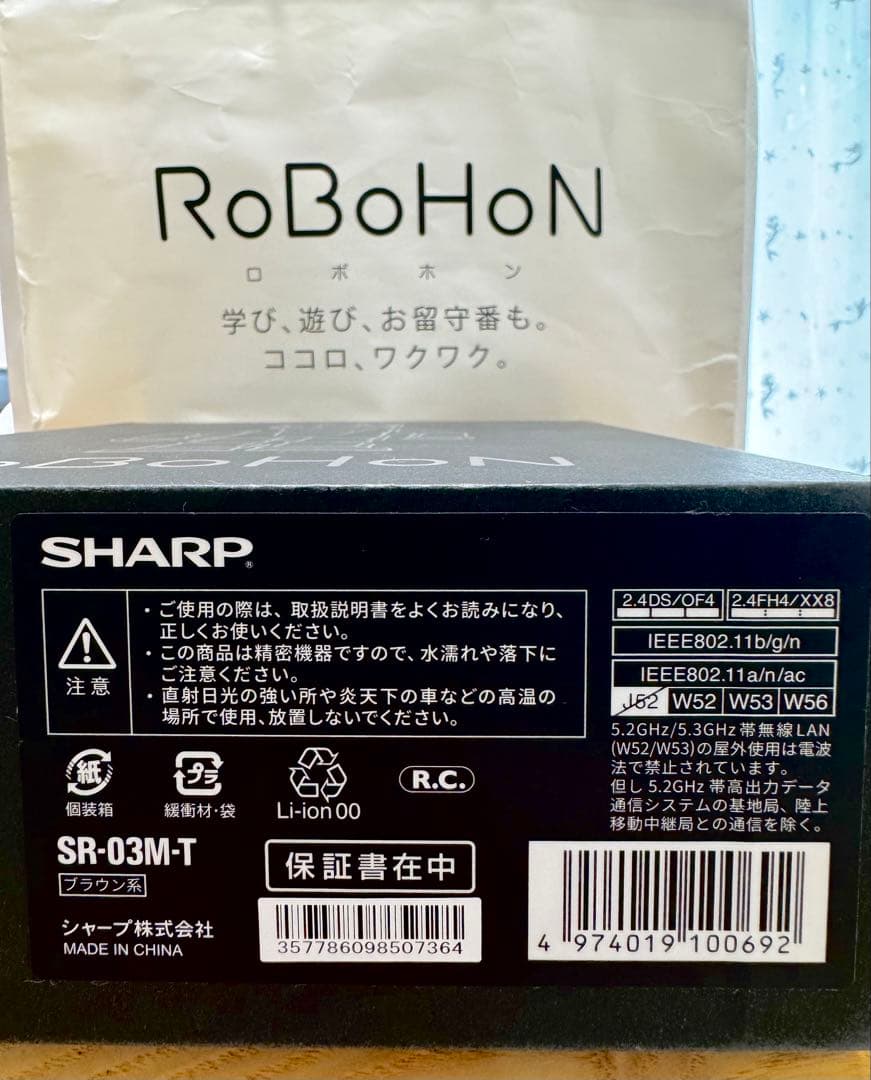 RoBoHoN
ロボホン
学び、遊び、お留守番も。
ココロ、ワクワク。
RoBoHoN
SHARP®
注意
・ご使用の際は、取扱説明書をよくお読みになり、
正しくお使いください。
・この商品は精密機器ですので、水濡れや落下に
ご注意ください。
・直射日光の強い所や炎天下の車などの高温の
場所で使用、放置しないでください。
2.4DS/OF4
2.4FH4/XX8
IEEE802.11b/g/n
IEEE802.11a/n/ac
J52 W52 W53 W56
5.2GHz/5.3GHz帯無線LAN
(W52/W53)の屋外使用は電波
法で禁止されています。
但し5.2GHz帯高出力データ
通信システムの基地局、陸上
移動中継局との通信を除く。
紙
個装箱
プラ
緩衝材・袋
Li-ion 00
R.C.
SR-03M-T
ブラウン系
保証書在中
シャープ株式会社
MADE IN CHINA
357786098507364
4 974019 100692